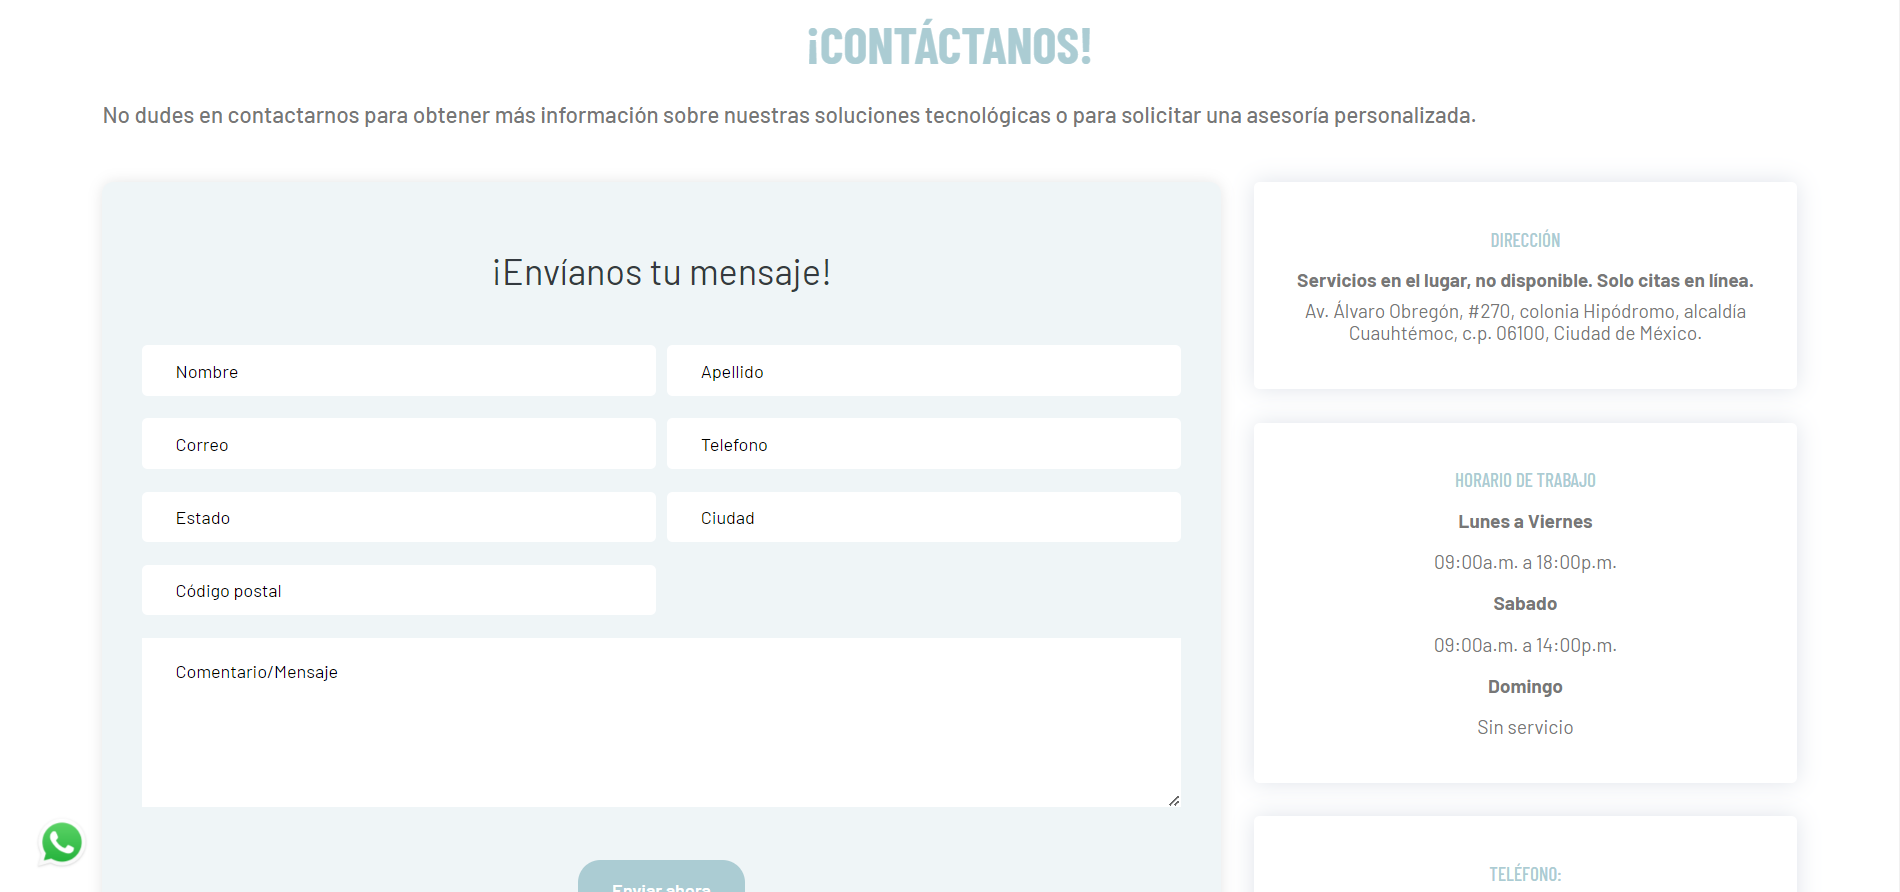 ¡CONTÁCTANOS!
No dudes en contactarnos para obtener más información sobre nuestras soluciones tecnológicas o para solicitar una asesoría personalizada.
¡Envíanos tu mensaje!
Nombre
Apellido
Correo
Telefono
Estado
Ciudad
Código postal
Comentario/Mensaje
Enviar ahora
DIRECCIÓN
Servicios en el lugar, no disponible. Solo citas en línea.
Av. Álvaro Obregón, #270, colonia Hipódromo, alcaldía
Cuauhtémoc, c.p. 06100, Ciudad de México.
HORARIO DE TRABAJO
Lunes a Viernes
09:00a.m. a 18:00p.m.
Sabado
09:00a.m. a 14:00p.m.
Domingo
Sin servicio
TELÉFONO: